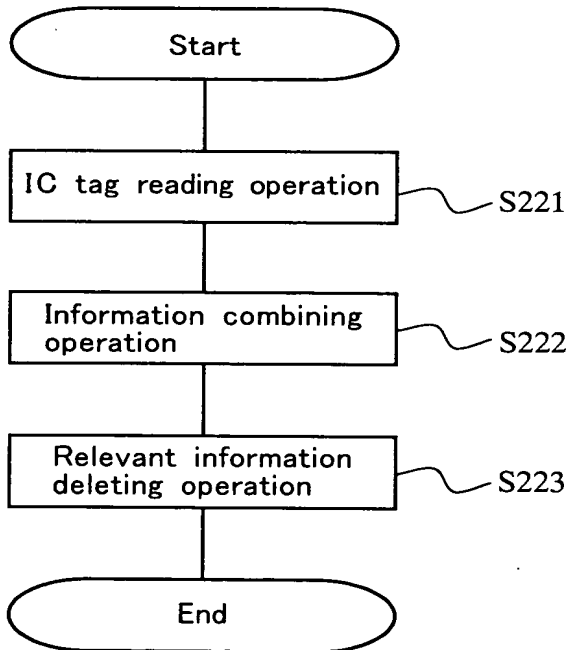 Start
IC tag reading operation
S221
Information combining
operation
S222
Relevant information
deleting operation
S223
End